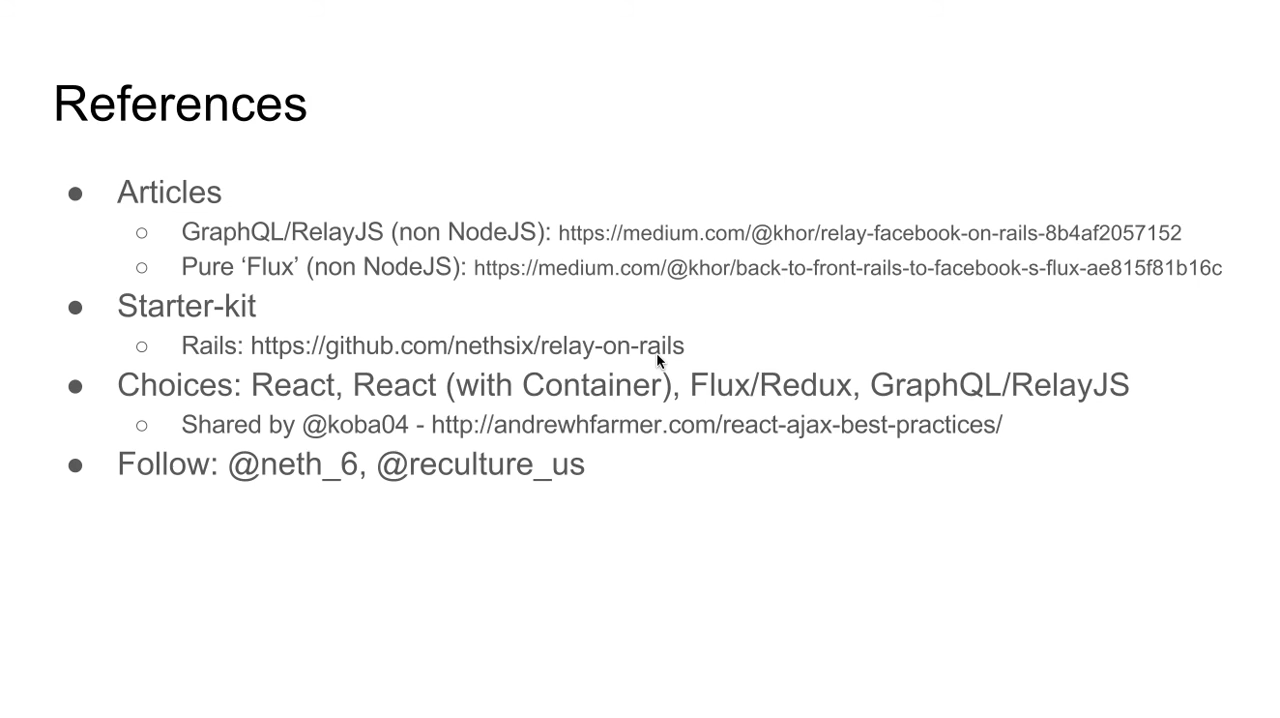 References
● Articles
○ GraphQL/RelayJS (non NodeJS): https://medium.com/@khor/relay-facebook-on-rails-8b4af2057152
○ Pure ‘Flux’ (non NodeJS): https://medium.com/@khor/back-to-front-rails-to-facebook-s-flux-ae815f81b16c
● Starter-kit
○ Rails: https://github.com/nethsix/relay-on-rails
● Choices: React, React (with Container), Flux/Redux, GraphQL/RelayJS
○ Shared by @koba04 - http://andrewhfarmer.com/react-ajax-best-practices/
● Follow: @neth_6, @reculture_us